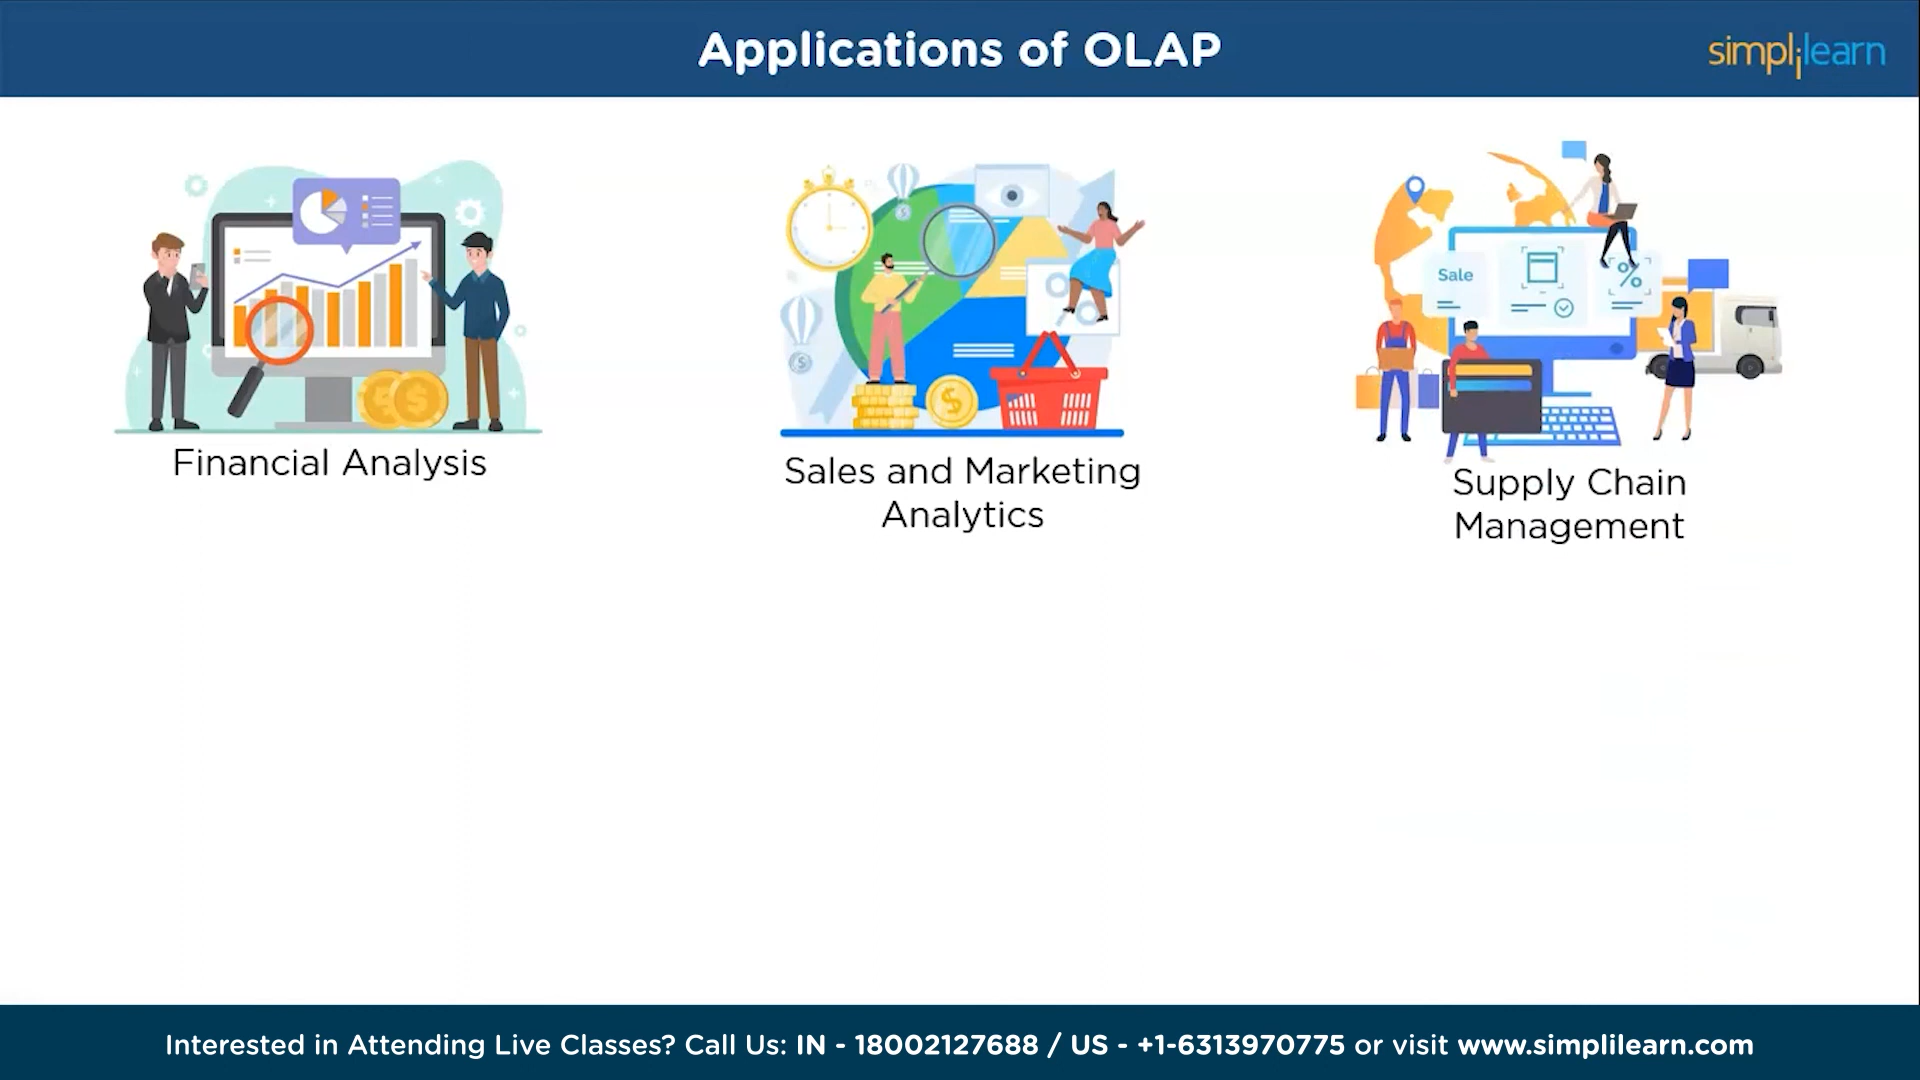 Applications of OLAP
simplilearn
Financial Analysis
Sales and Marketing
Analytics
Sale
%
Supply Chain
Management
Interested in Attending Live Classes? Call Us: IN - 18002127688 / US - +1-6313970775 or visit www.simplilearn.com